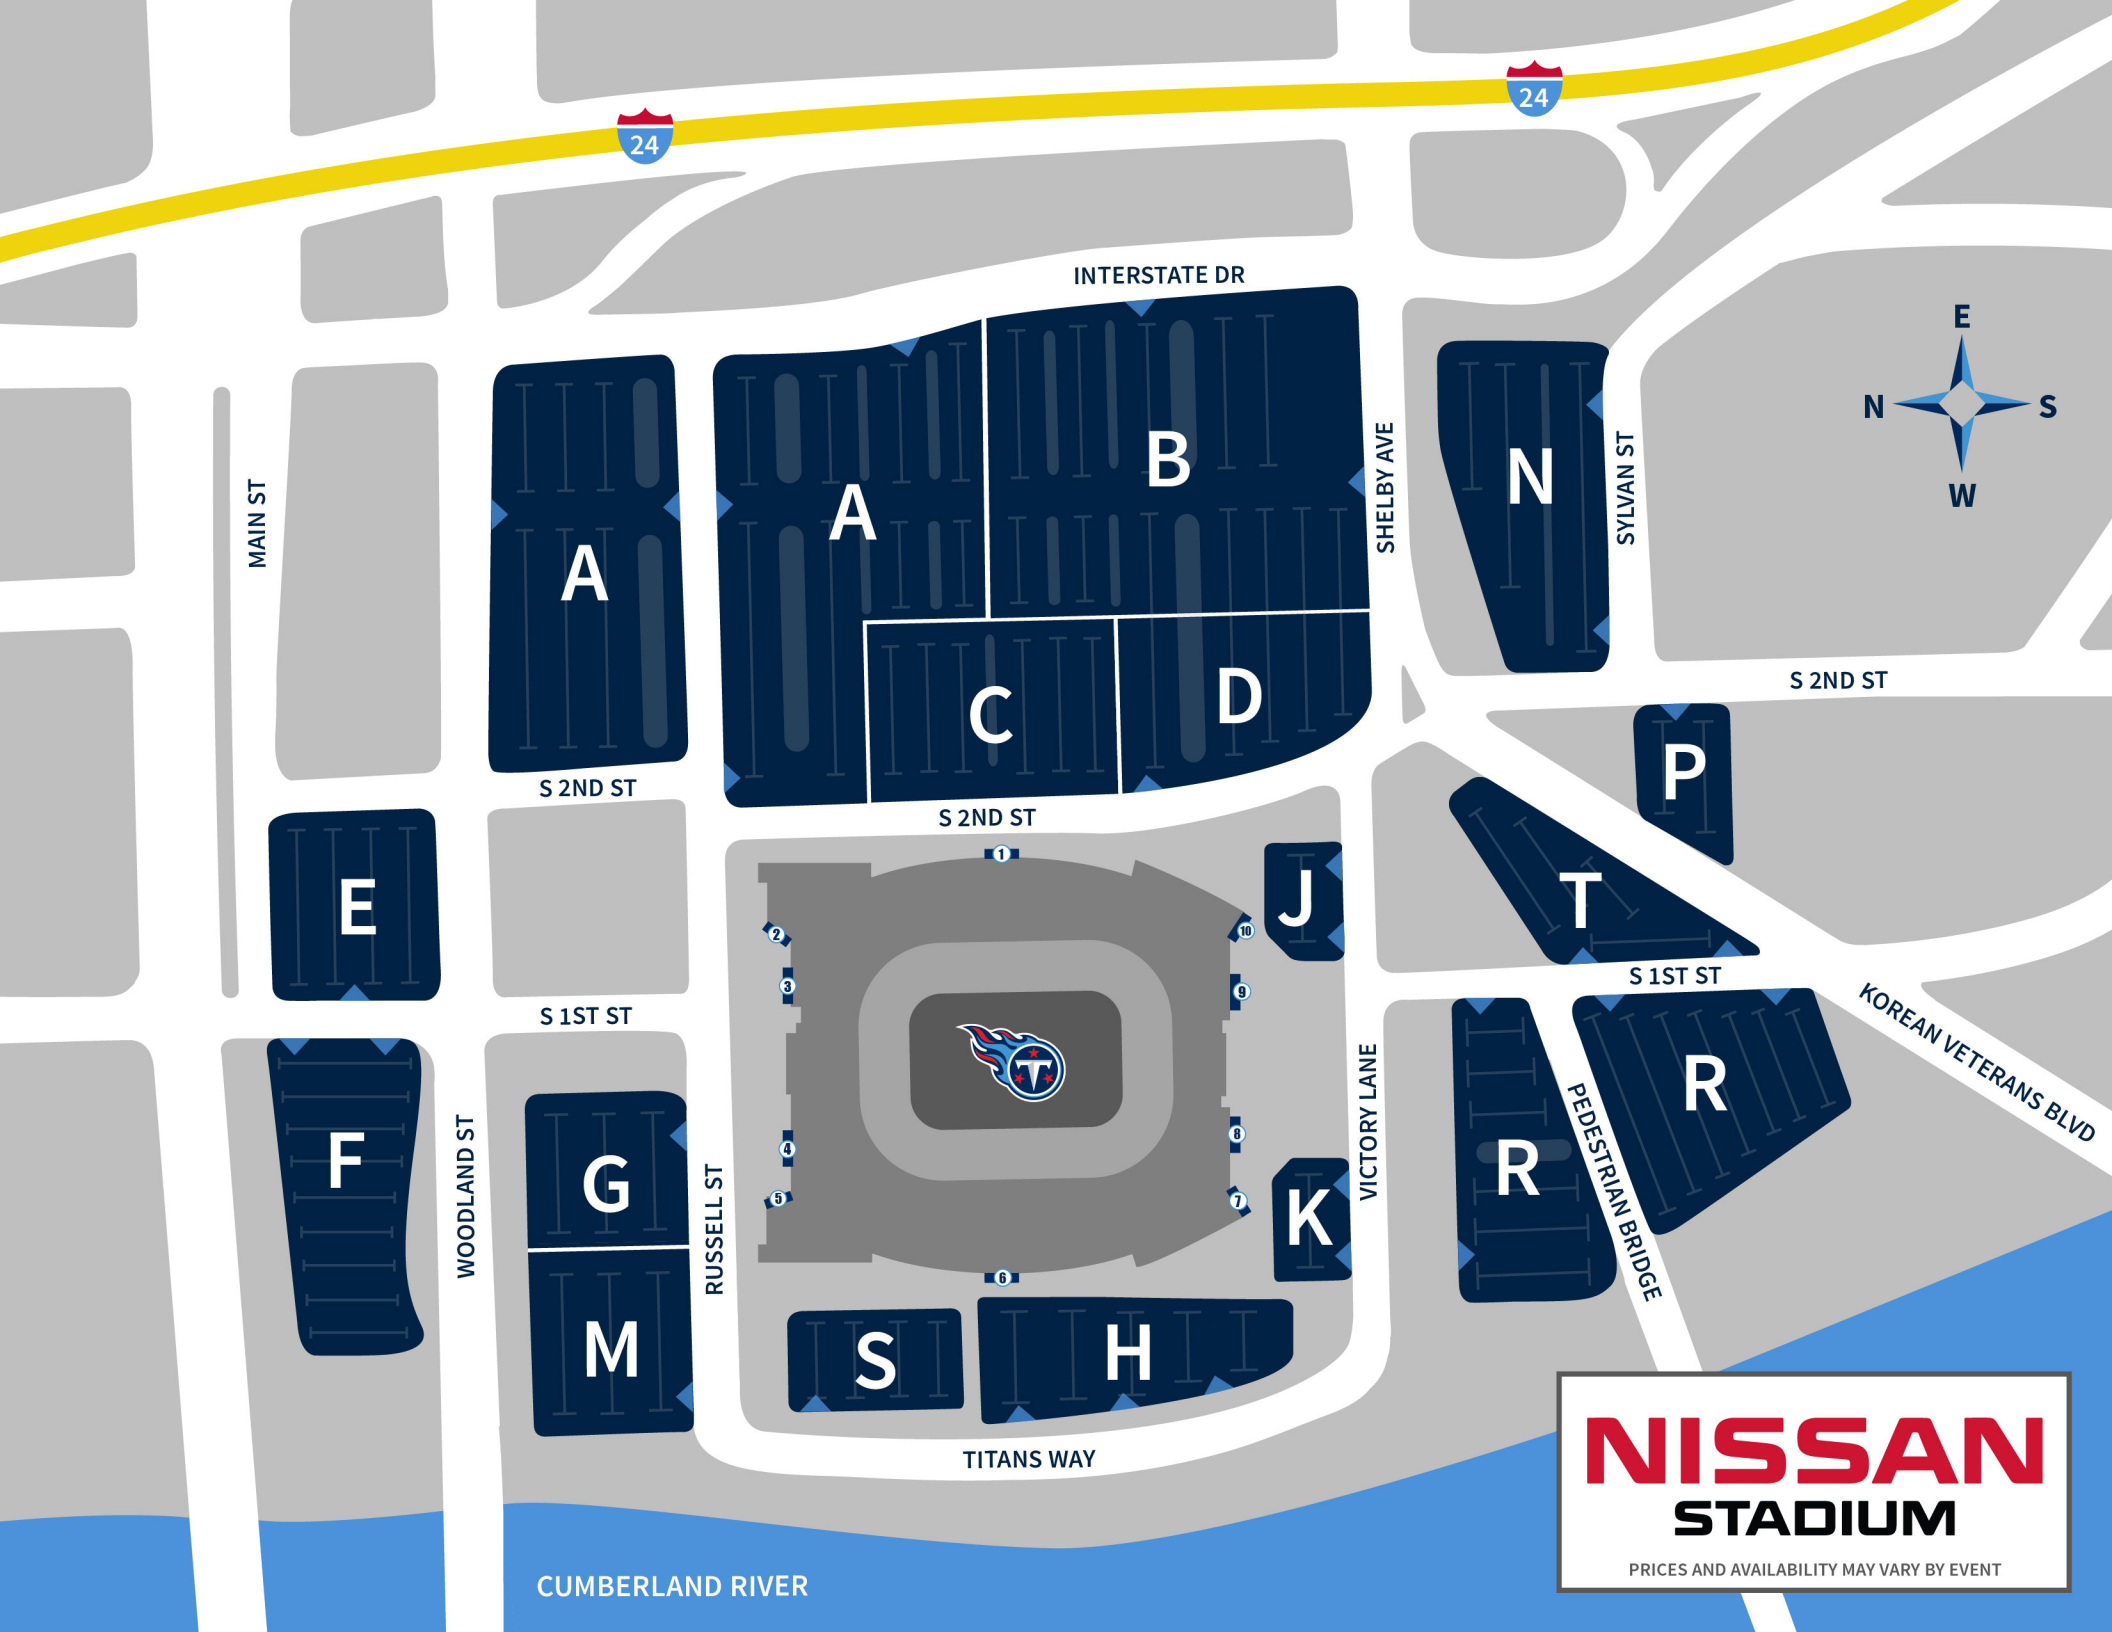 24
24
INTERSTATE DR
E
N
S
W
MAIN ST
A
A
B
SHELBY AVE
N
SYLVAN ST
C
D
S 2ND ST
P
S 2ND ST
S 2ND ST
E
1
2
3
10
9
J
T
S 1ST ST
S 1ST ST
KOREAN VETERANS BLVD
F
WOODLAND ST
G
RUSSELL ST
4
5
6
T
8
7
K
VICTORY LANE
R
PEDESTRIAN BRIDGE
R
M
S
H
TITANS WAY
CUMBERLAND RIVER
NISSAN
STADIUM
PRICES AND AVAILABILITY MAY VARY BY EVENT